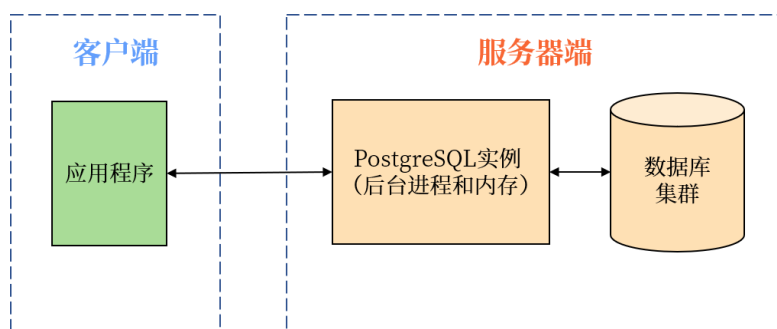 客户端
服务器端
应用程序
PostgreSQL实例
（后台进程和内存）
数据库
集群